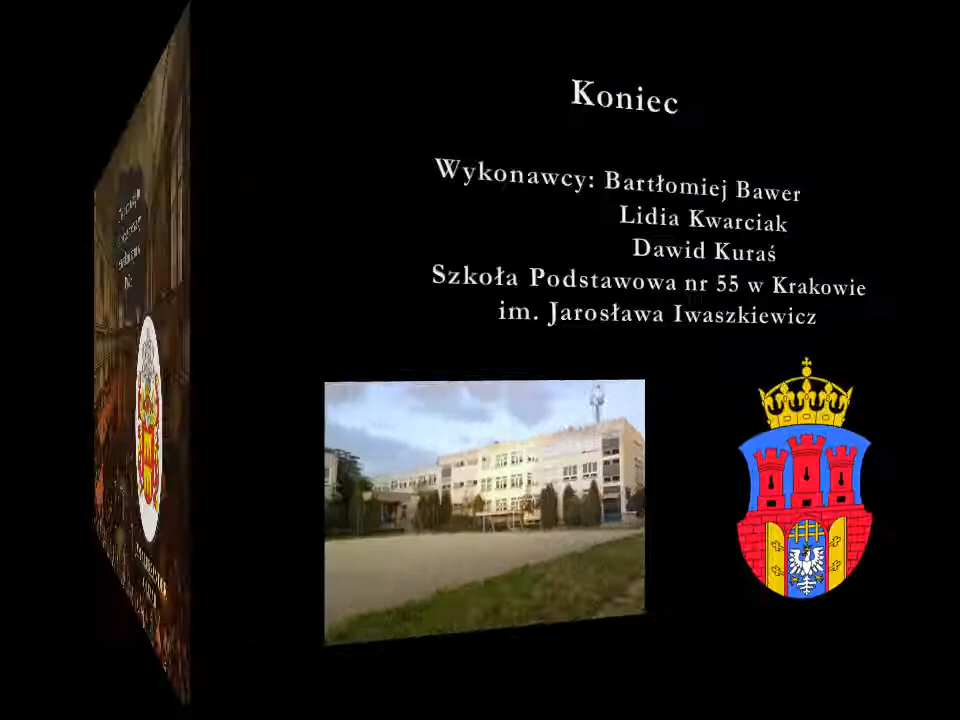 Koniec
Wykonawcy: Bartłomiej Bawer
Lidia Kwarciak
Dawid Kuraś
Szkoła Podstawowa nr 55 w Krakowie
im. Jarosława Iwaszkiewicz